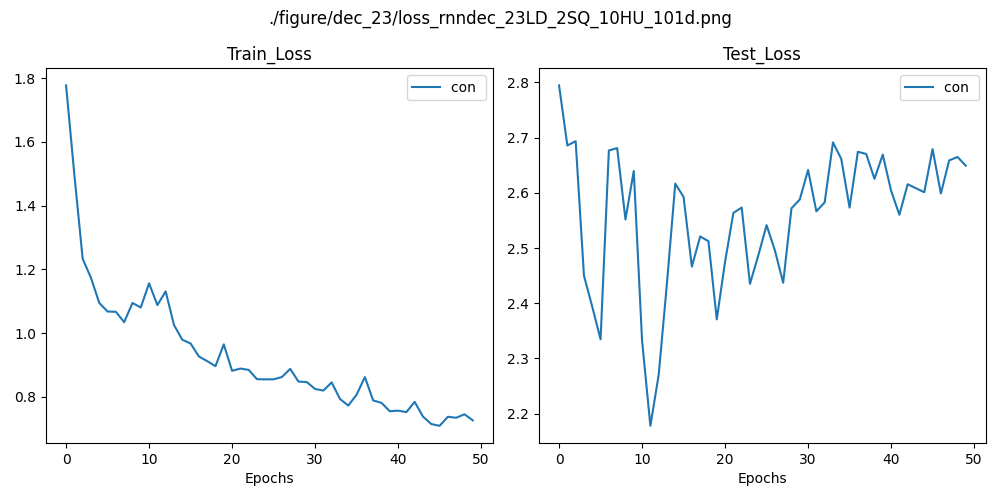 ./figure/dec_23/loss_rnndec_23LD_2SQ_10HU_101d.png
Train_Loss
con
1.8
1.6
1.4
1.2
1.0
0.8
0 10 20 30 40 50
Epochs
Test_Loss
con
2.8
2.7
2.6
2.5
2.4
2.3
2.2
0 10 20 30 40 50
Epochs